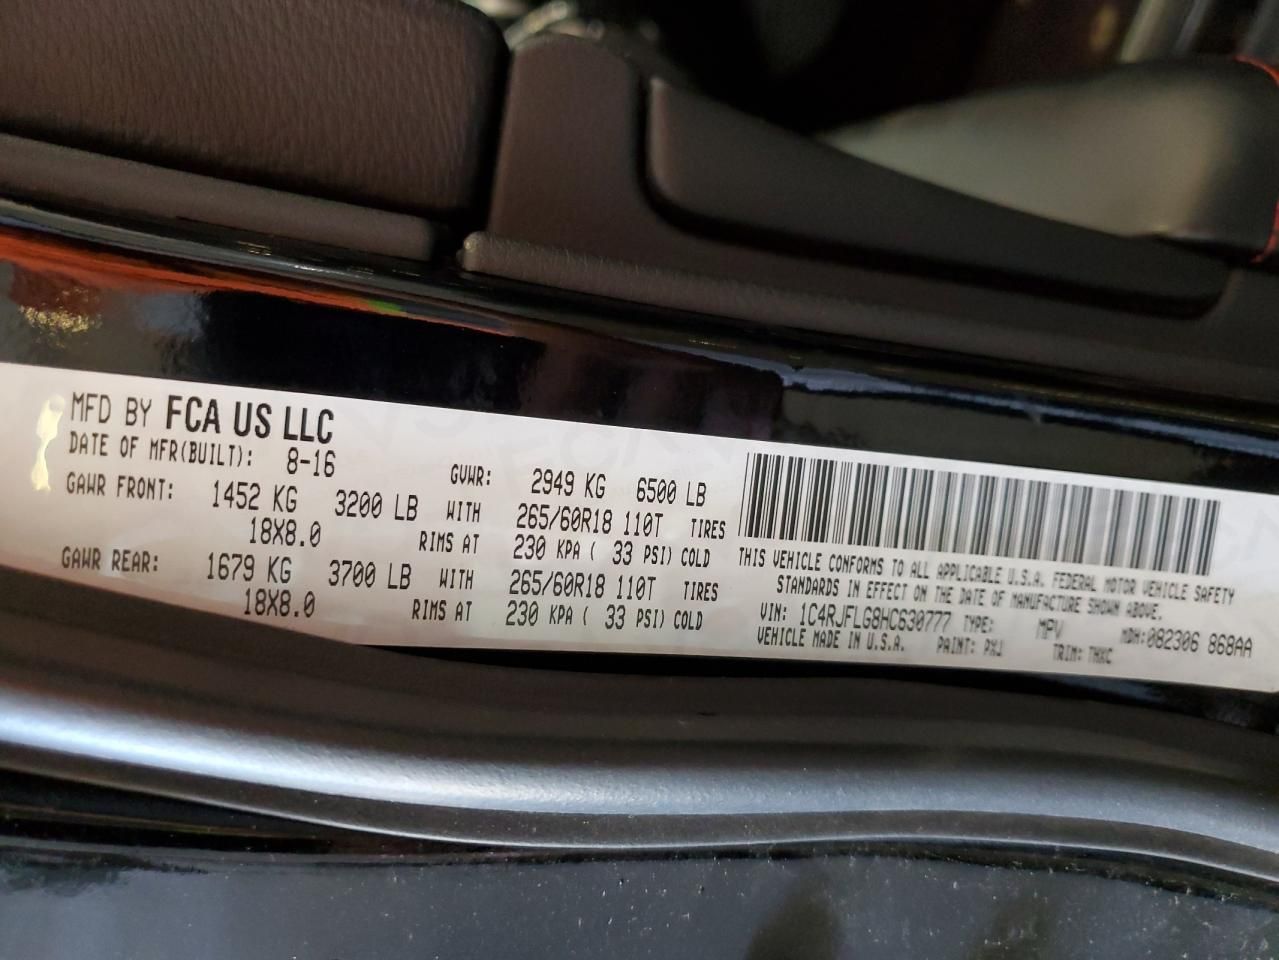 MFD BY FCA US LLC
DATE OF MFR(BUILT): 8-16 GVWR: 2949 KG 6500 LB
GAWR FRONT: 1452 KG 3200 LB WITH 265/60R18 110T TIRES
18X8.0 RIMS AT 230 KPA ( 33 PSI) COLD
GAWR REAR: 1679 KG 3700 LB WITH 265/60R18 110T TIRES
18X8.0 RIMS AT 230 KPA ( 33 PSI) COLD
THIS VEHICLE CONFORMS TO ALL APPLICABLE U.S.A. FEDERAL MOTOR VEHICLE SAFETY
STANDARDS IN EFFECT ON THE DATE OF MANUFACTURE SHOWN ABOVE.
VIN: 1C4RJFLG8HC630777 TYPE: MPV MDH:082306 868AA
VEHICLE MADE IN U.S.A. PAINT: PXJ TRIM: THXC